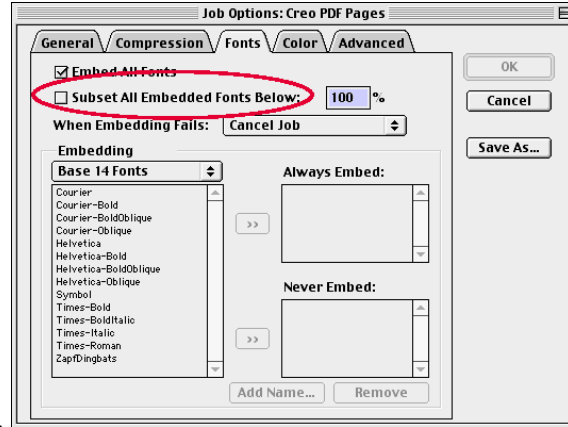 Job Options: Creo PDF Pages
General Compression Fonts Color Advanced
Embed All Fonts
Subset All Embedded Fonts Below: 100 %
When Embedding Fails: Cancel Job
OK
Cancel
Save As...
Embedding
Base 14 Fonts
Courier
Courier-Bold
Courier-BoldOblique
Courier-Oblique
Helvetica
Helvetica-Bold
Helvetica-BoldOblique
Helvetica-Oblique
Symbol
Times-Bold
Times-BoldItalic
Times-Italic
Times-Roman
ZapfDingbats
>>
>>
Always Embed:
Never Embed:
Add Name... Remove